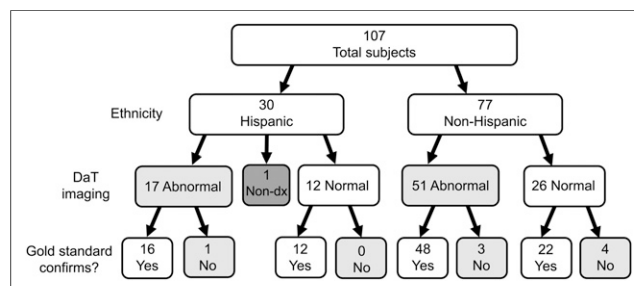 107
Total subjects
Ethnicity
30
Hispanic
77
Non-Hispanic
DaT
imaging
17 Abnormal
1
Non-dx
12 Normal
51 Abnormal
26 Normal
Gold standard
confirms?
16
Yes
1
No
12
Yes
0
No
48
Yes
3
No
22
Yes
4
No